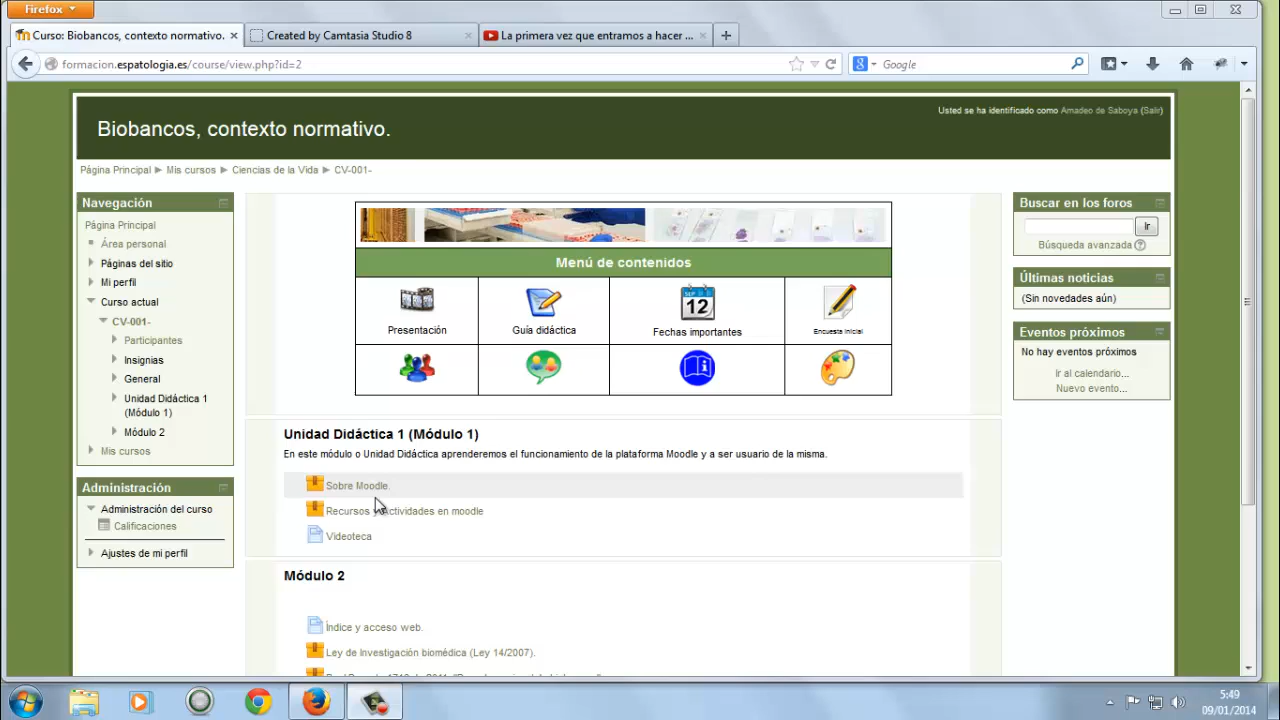 Firefox
Curso: Biobancos, contexto normativo.
Created by Camtasia Studio 8
La primera vez que entramos a hacer ...
formacion.espatologia.es/course/view.php?id=2
Google
Usted se ha identificado como Amadeo de Saboya (Salir)
Biobancos, contexto normativo.
Página Principal ► Mis cursos ► Ciencias de la Vida ► CV-001-
Navegación
Página Principal
Área personal
Páginas del sitio
Mi perfil
Curso actual
CV-001-
Participantes
Insignias
General
Unidad Didáctica 1
(Módulo 1)
Módulo 2
Mis cursos
Administración
Administración del curso
Calificaciones
Ajustes de mi perfil
Menú de contenidos
Presentación
Guía didáctica
SEP
12
Fechas importantes
Encuesta inicial
Unidad Didáctica 1 (Módulo 1)
En este módulo o Unidad Didáctica aprenderemos el funcionamiento de la plataforma Moodle y a ser usuario de la misma.
Sobre Moodle.
Recursos y actividades en moodle
Videoteca
Módulo 2
Índice y acceso web.
Ley de Investigación biomédica (Ley 14/2007).
Buscar en los foros
Ir
Búsqueda avanzada
Últimas noticias
(Sin novedades aún)
Eventos próximos
No hay eventos próximos
Ir al calendario...
Nuevo evento...
5:49
09/01/2014